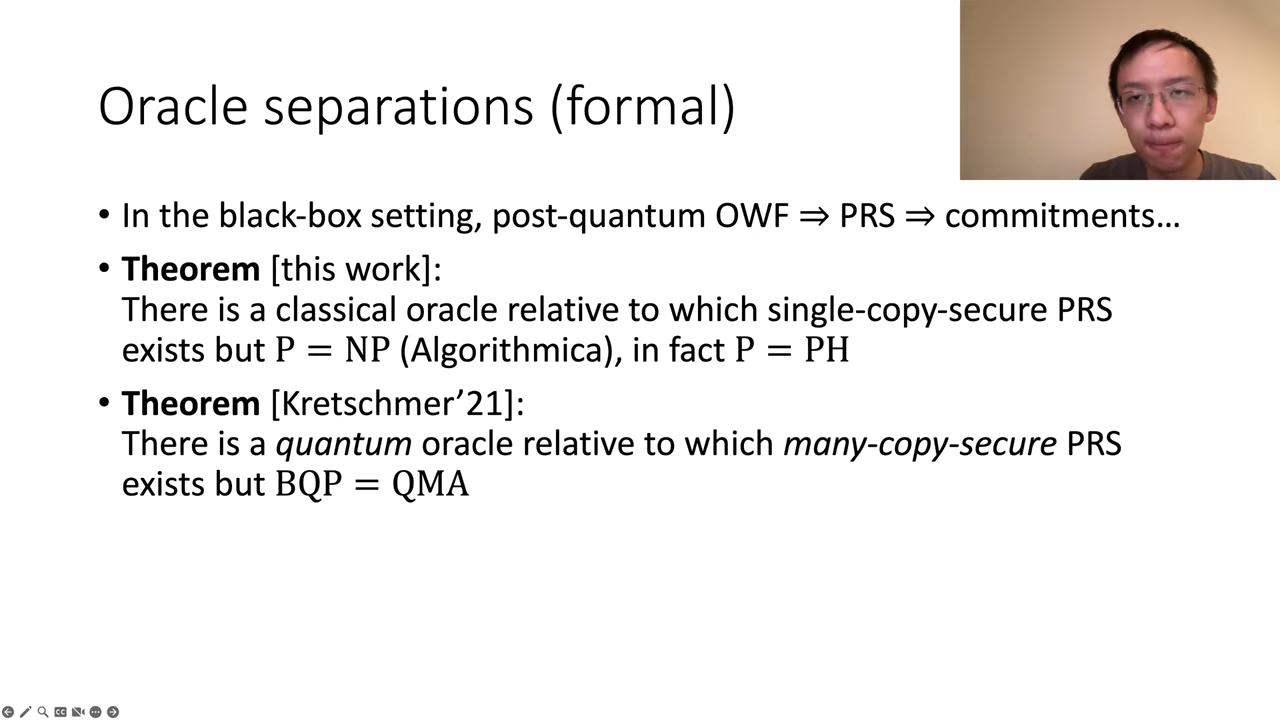 Oracle separations (formal)
• In the black-box setting, post-quantum OWF ⇒ PRS ⇒ commitments…
• Theorem [this work]:
There is a classical oracle relative to which single-copy-secure PRS
exists but P = NP (Algorithmica), in fact P = PH
• Theorem [Kretschmer’21]:
There is a quantum oracle relative to which many-copy-secure PRS
exists but BQP = QMA